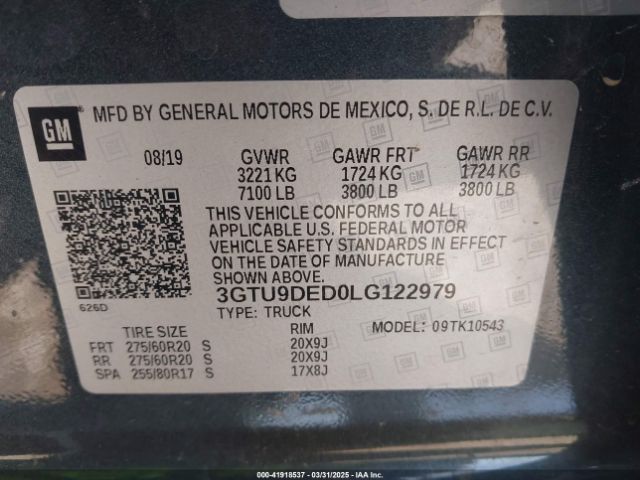 GM MFD BY GENERAL MOTORS DE MEXICO, S. DE R.L. DE C.V.
08/19 GVWR GAWR FRT GAWR RR
3221 KG 1724 KG 1724 KG
7100 LB 3800 LB 3800 LB
THIS VEHICLE CONFORMS TO ALL
APPLICABLE U.S. FEDERAL MOTOR
VEHICLE SAFETY STANDARDS IN EFFECT
ON THE DATE OF MANUFACTURE
SHOWN ABOVE.
626D 3GTU9DED0LG122979
TYPE: TRUCK MODEL: 09TK10543
TIRE SIZE RIM
FRT 275/60R20 S 20X9J
RR 275/60R20 S 20X9J
SPA 255/80R17 S 17X8J
000-41918537 - 03/31/2025 - IAA, Inc.